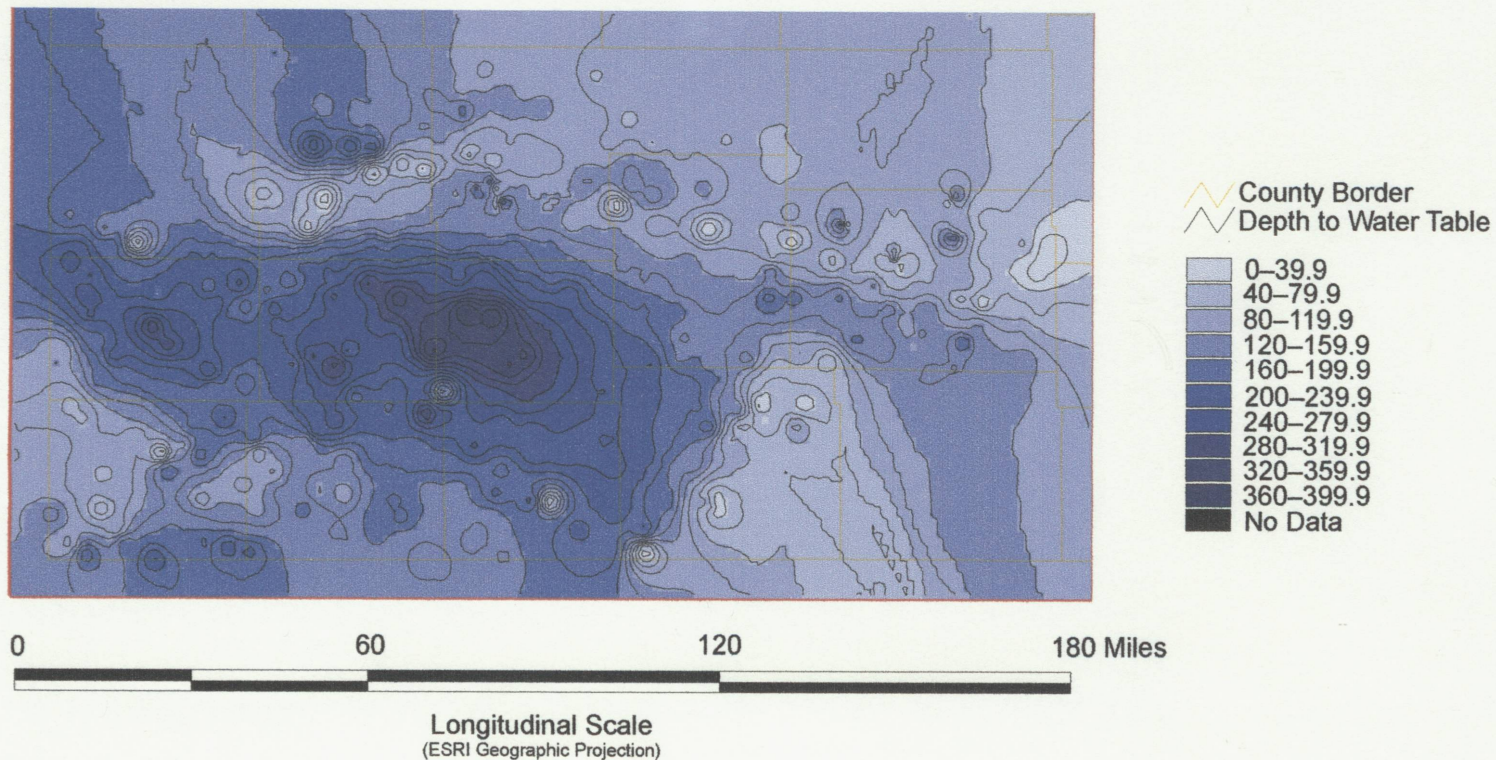 County Border
Depth to Water Table
0–39.9
40–79.9
80–119.9
120–159.9
160–199.9
200–239.9
240–279.9
280–319.9
320–359.9
360–399.9
No Data
0 60 120 180 Miles
Longitudinal Scale
(ESRI Geographic Projection)